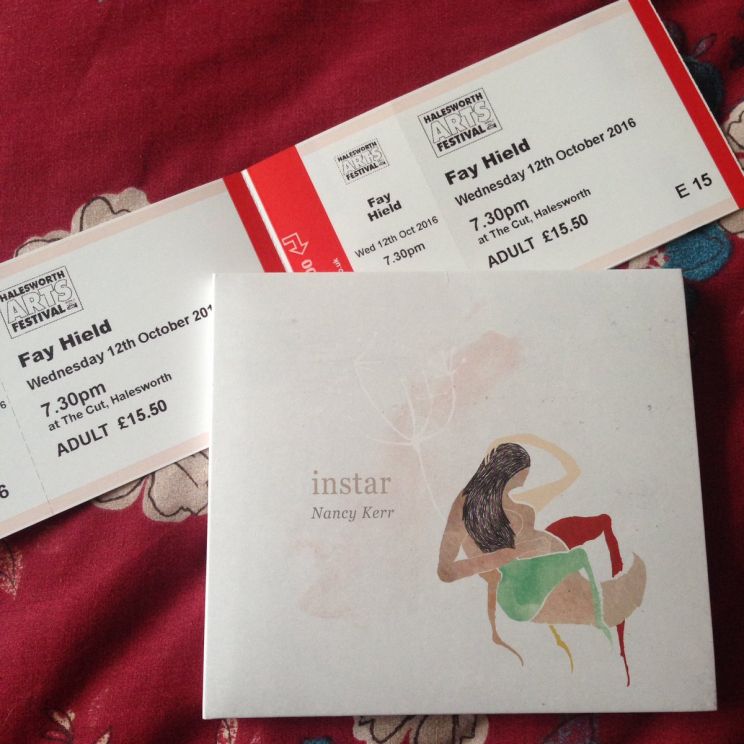 HALESWORTH
ARTS
FESTIVAL
Fay Hield
Wednesday 12th October 2016
7.30pm
at The Cut, Halesworth
ADULT £15.50
E 15
HALESWORTH
ARTS
FESTIVAL
Fay
Hield
Wed 12th Oct 2016
7.30pm
HALESWORTH
ARTS
FESTIVAL
Fay Hield
Wednesday 12th October 201
7.30pm
at The Cut, Halesworth
ADULT £15.50
6
6
instar
Nancy Kerr